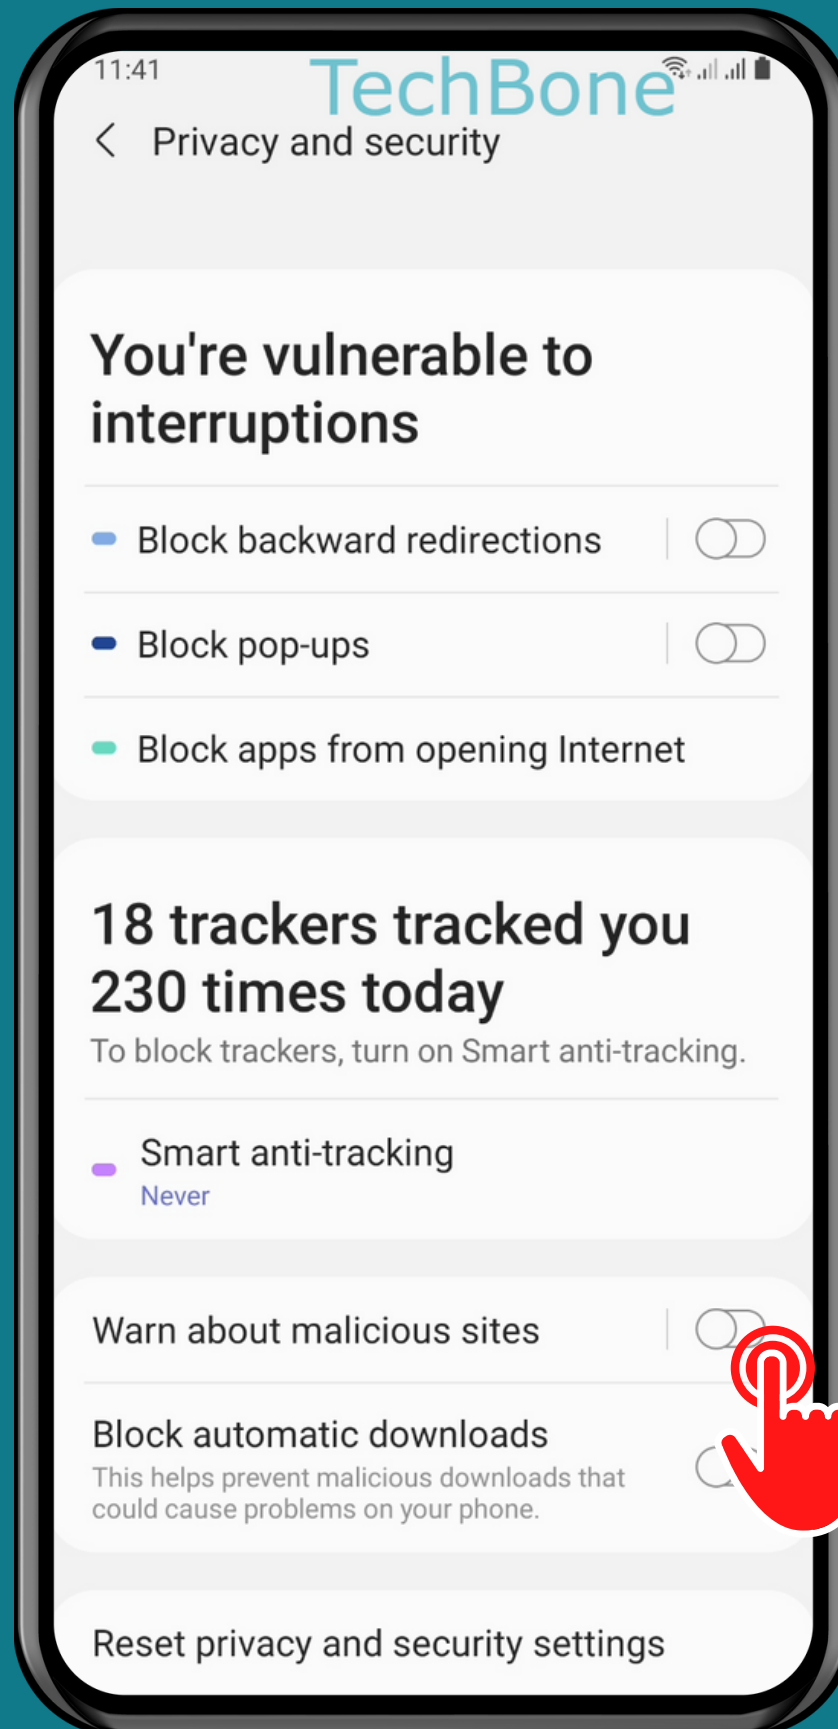 11:41
TechBone
Privacy and security
You're vulnerable to
interruptions
Block backward redirections
Block pop-ups
Block apps from opening Internet
18 trackers tracked you
230 times today
To block trackers, turn on Smart anti-tracking.
Smart anti-tracking
Never
Warn about malicious sites
Block automatic downloads
This helps prevent malicious downloads that
could cause problems on your phone.
Reset privacy and security settings